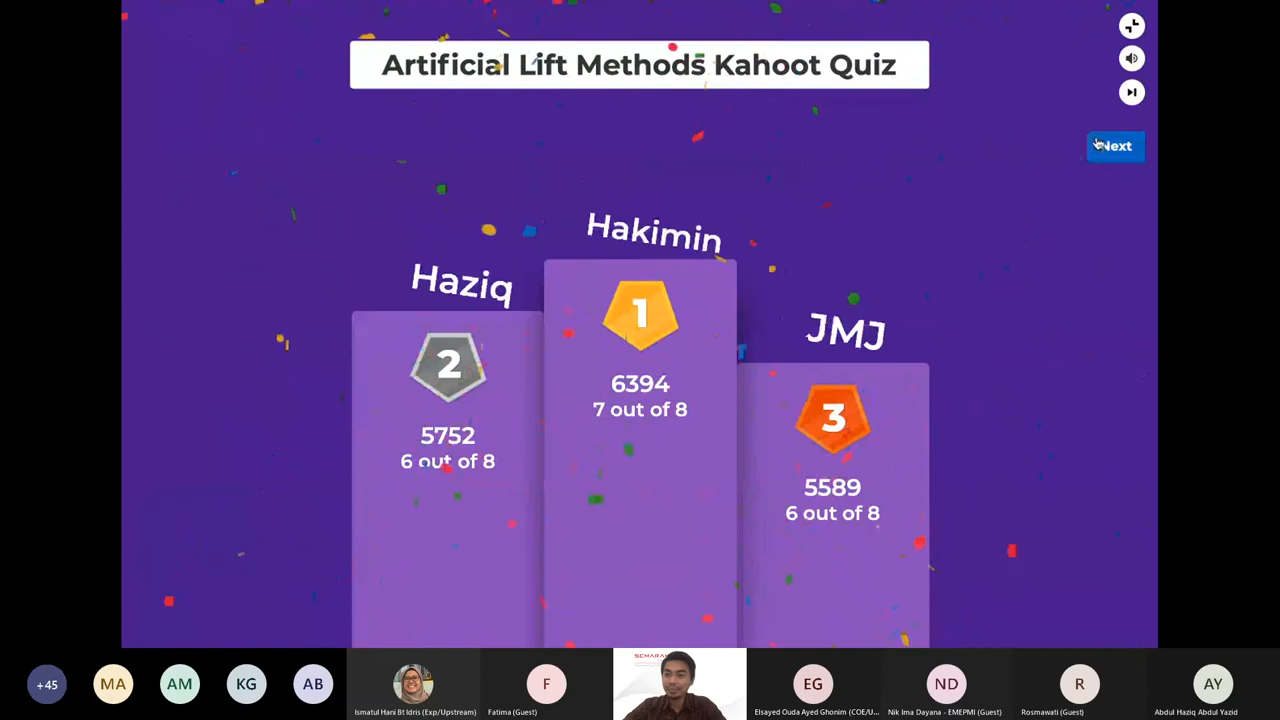 Artificial Lift Methods Kahoot Quiz
Next
Hakimin
Haziq
JMJ
1
6394
7 out of 8
2
5752
6 out of 8
3
5589
6 out of 8
+45
MA
AM
KG
AB
F
EG
ND
R
AY
Ismatul Hani Bt Idris (Exp/Upstream)
Fatima (Guest)
Elsayed Ouda Ayed Ghonim (COE/U...
Nik Ima Dayana - EMEPMI (Guest)
Rosmawati (Guest)
Abdul Haziq Abdul Yazid